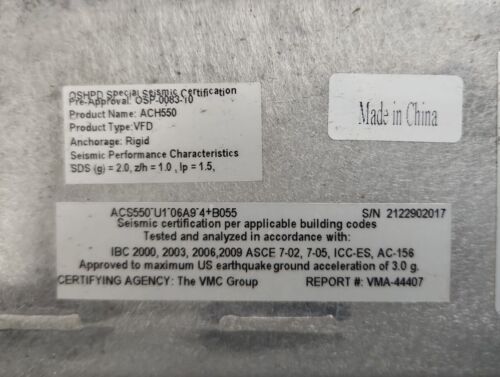 OSHPD Special Seismic Certification
Pre-Approval: OSP-0083-10
Product Name: ACH550
Product Type:VFD
Anchorage: Rigid
Seismic Performance Characteristics
SDS (g) = 2.0, z/h = 1.0 , Ip = 1.5,
Made in China
ACS550-U1-06A9-4+B055 S/N 2122902017
Seismic certification per applicable building codes
Tested and analyzed in accordance with:
IBC 2000, 2003, 2006,2009 ASCE 7-02, 7-05, ICC-ES, AC-156
Approved to maximum US earthquake ground acceleration of 3.0 g.
CERTIFYING AGENCY: The VMC Group REPORT #: VMA-44407